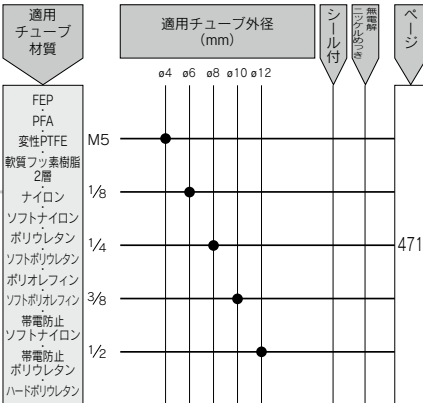 適用
チューブ
材質
適用チューブ外径
(mm)
シール付
無電解
ニッケルめっき
ページ
ø4 ø6 ø8 ø10 ø12
FEP
・
PFA
・
変性PTFE
・
軟質フッ素樹脂
2層
・
ナイロン
・
ソフトナイロン
・
ポリウレタン
・
ソフトポリウレタン
・
ポリオレフィン
・
ソフトポリオレフィン
・
帯電防止
ソフトナイロン
・
帯電防止
ポリウレタン
・
ハードポリウレタン
M5
1/8
1/4
3/8
1/2
471